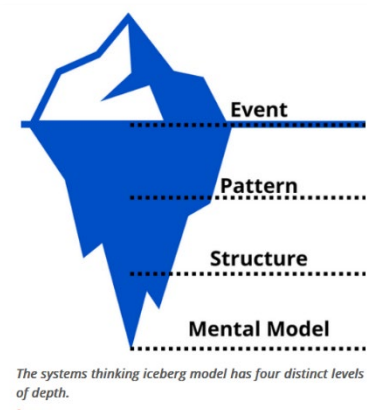 Event
Pattern
Structure
Mental Model
The systems thinking iceberg model has four distinct levels
of depth.